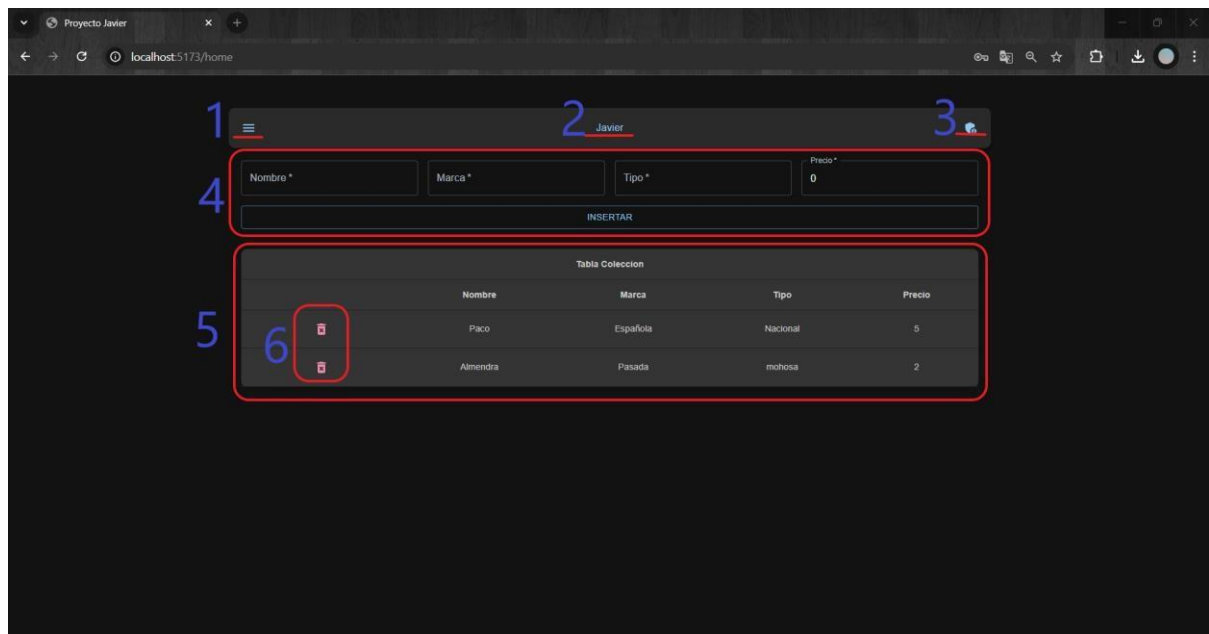 Proyecto Javier
localhost:5173/home
1
2
3
Javier
4
Nombre *
Marca *
Tipo *
Precio *
0
INSERTAR
5
Tabla Coleccion
Nombre Marca Tipo Precio
6
Paco Española Nacional 5
Almendra Pasada mohosa 2